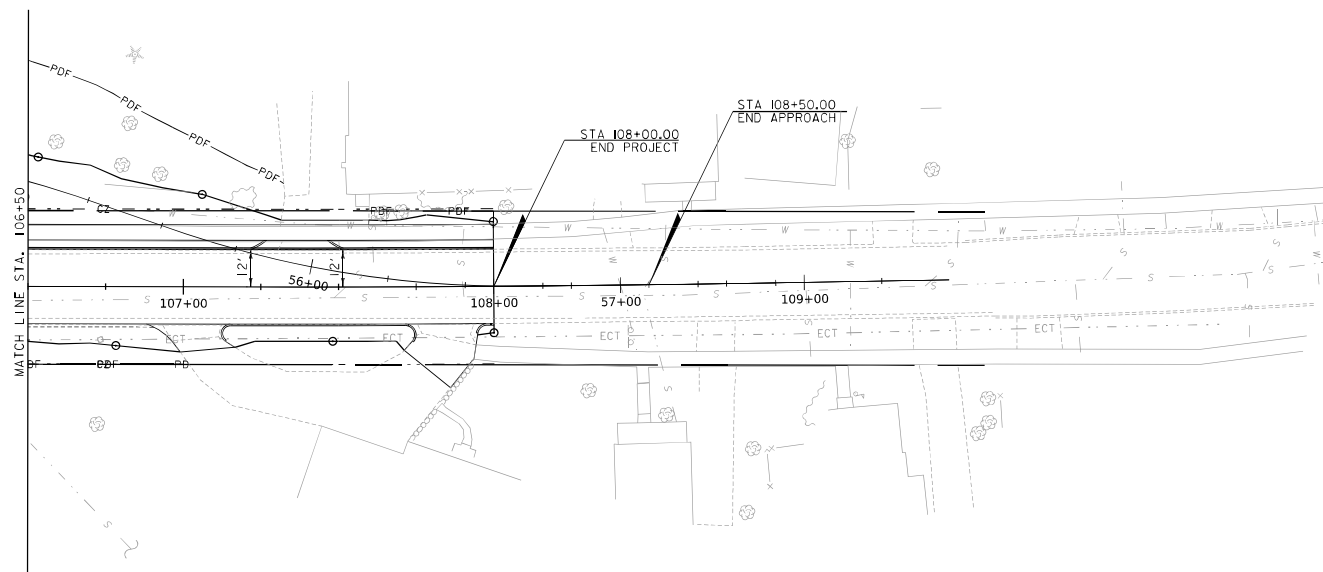 PDF
PDF
PDF
PDF
STA 108+50.00
END APPROACH
STA 108+00.00
END PROJECT
MATCH LINE STA. 106+50
CZ
PDF
PDF
W
W
W
W
W
W
S
S
S
S
12'
12'
56+00
107+00
108+00
57+00
109+00
S
S
S
S
S
S
S
ECT
ECT
ECT
ECT
ECT
PDF
PD
S
S